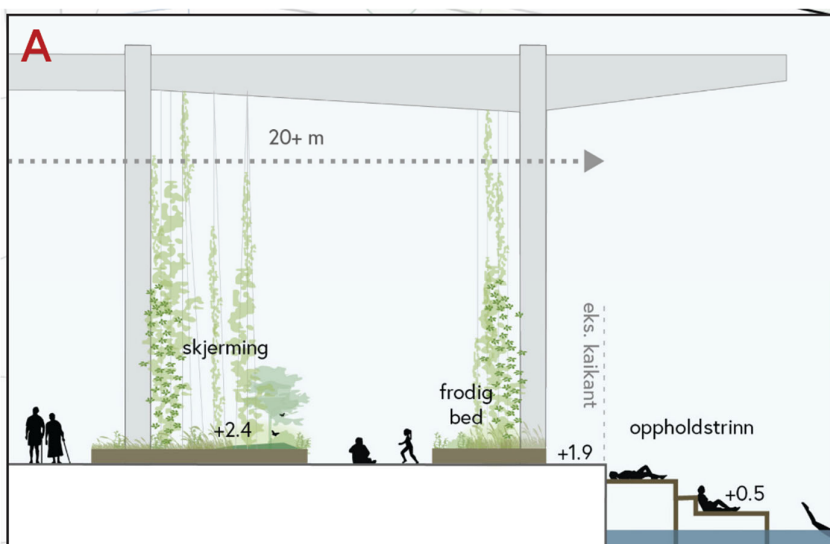 A
20+ m
eks. kaikant
skjerming
frodig
bed
oppholdstrinn
+2.4
+1.9
+0.5